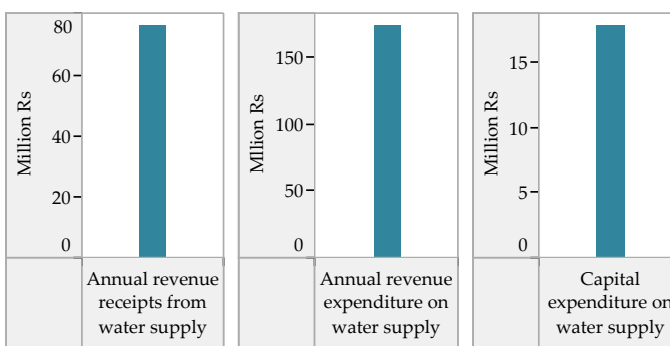 80
60
40
20
0
Million Rs
Annual revenue
receipts from
water supply
150
100
50
0
Mllion Rs
Annual revenue
expenditure on
water supply
15
10
5
0
Million Rs
Capital
expenditure on
water supply